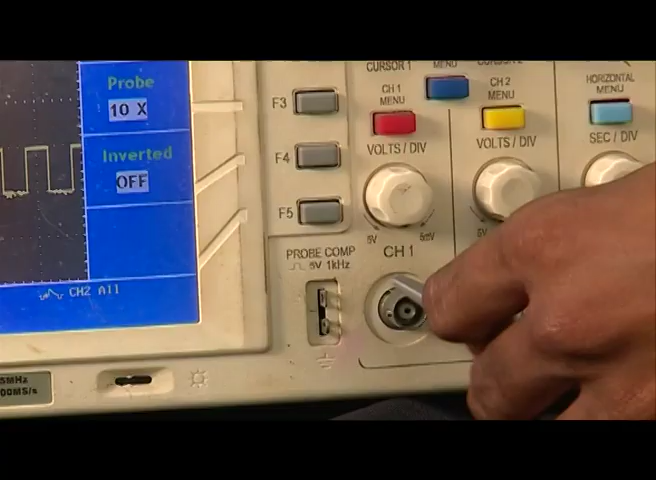 Probe
10 X
Inverted
OFF
CH2 All
F3
F4
F5
CURSOR 1
MENU
CH 1
MENU
CH 2
MENU
HORIZONTAL
MENU
VOLTS / DIV
VOLTS / DIV
SEC / DIV
5V
5mV
5V
PROBE COMP
5V 1kHz
CH 1